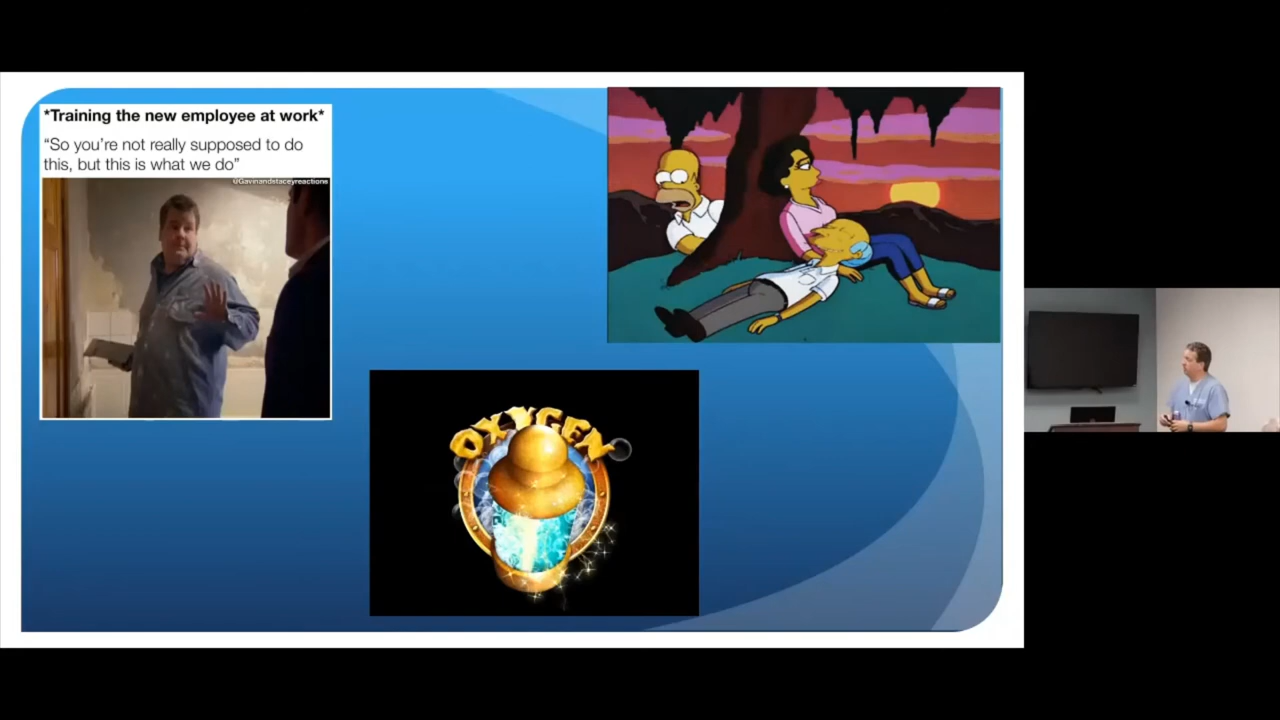 *Training the new employee at work*
“So you’re not really supposed to do
this, but this is what we do”
@Gavinandstaceyreactions
OXYGEN